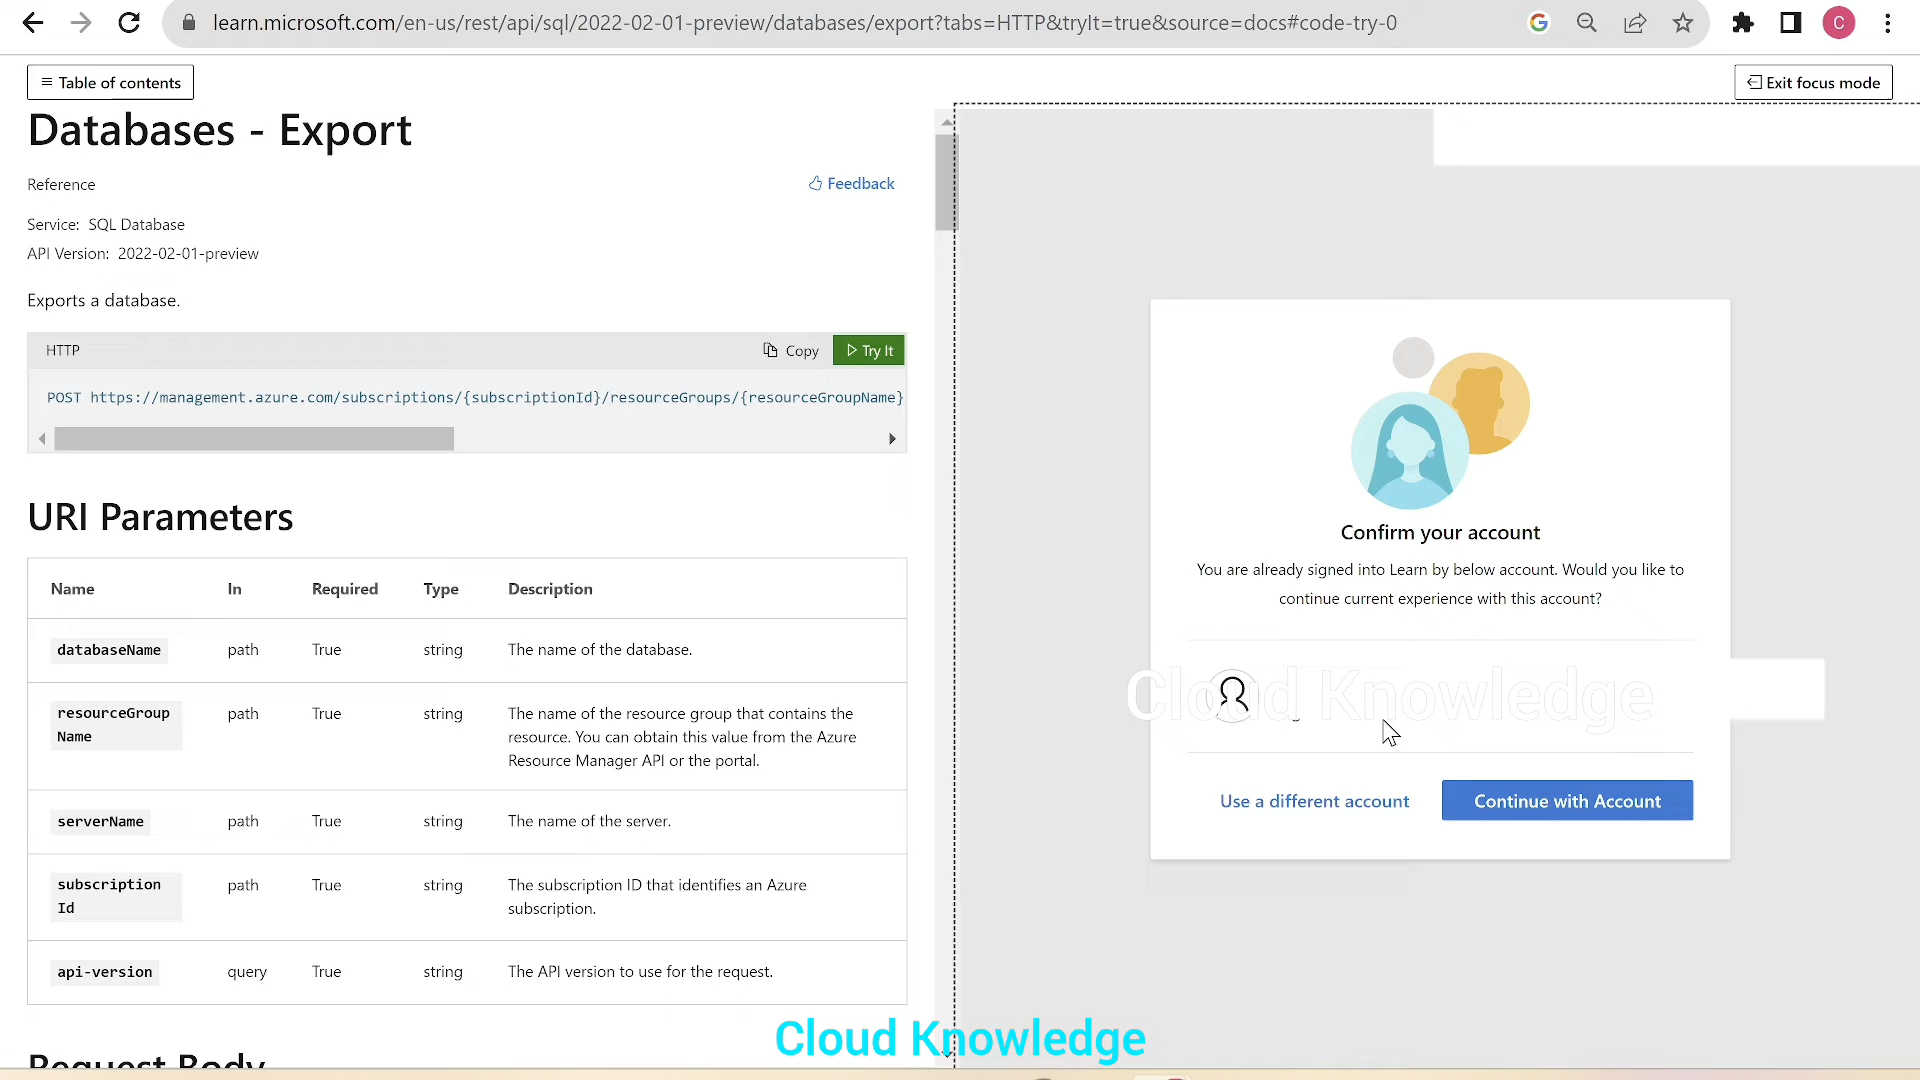 learn.microsoft.com/en-us/rest/api/sql/2022-02-01-preview/databases/export?tabs=HTTP&tryIt=true&source=docs#code-try-0
C
Table of contents
Exit focus mode
Databases - Export
Reference
Feedback
Service: SQL Database
API Version: 2022-02-01-preview
Exports a database.
HTTP
Copy
Try It
POST https://management.azure.com/subscriptions/{subscriptionId}/resourceGroups/{resourceGroupName}
URI Parameters
Name In Required Type Description
databaseName path True string The name of the database.
resourceGroup path True string The name of the resource group that contains the
Name resource. You can obtain this value from the Azure
Resource Manager API or the portal.
serverName path True string The name of the server.
subscription path True string The subscription ID that identifies an Azure
Id subscription.
api-version query True string The API version to use for the request.
Request Body
Confirm your account
You are already signed into Learn by below account. Would you like to
continue current experience with this account?
Cloud Knowledge
Use a different account
Continue with Account
Cloud Knowledge